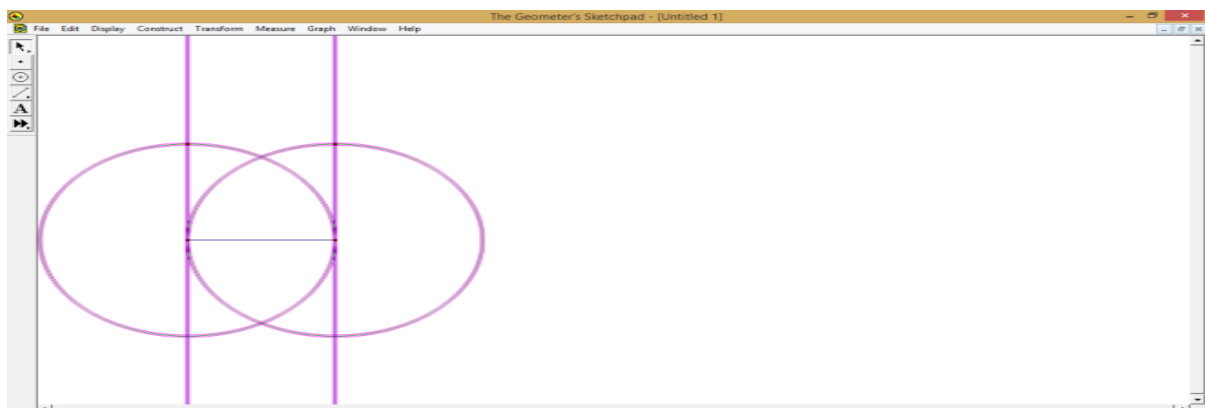 The Geometer's Sketchpad - [Untitled 1]
File Edit Display Construct Transform Measure Graph Window Help
A